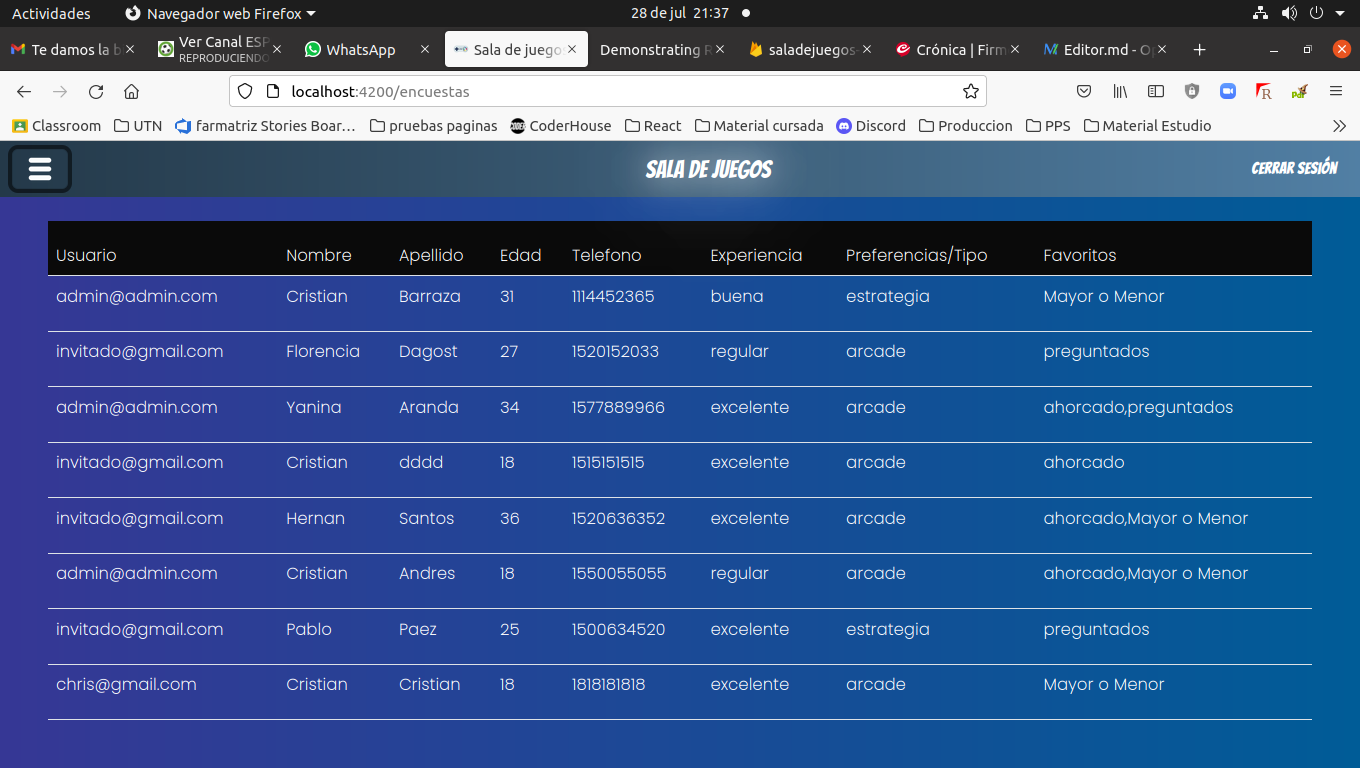 Actividades Navegador web Firefox 28 de jul 21:37
Te damos la b Ver Canal ESP WhatsApp Sala de juego Demonstrating R saladejuegos- Crónica | Firm Editor.md - Op
REPRODUCIENDO
localhost:4200/encuestas
Classroom UTN farmatriz Stories Boar… pruebas paginas CoderHouse React Material cursada Discord Produccion PPS Material Estudio
SALA DE JUEGOS CERRAR SESIÓN
Usuario Nombre Apellido Edad Telefono Experiencia Preferencias/Tipo Favoritos
admin@admin.com Cristian Barraza 31 1114452365 buena estrategia Mayor o Menor
invitado@gmail.com Florencia Dagost 27 1520152033 regular arcade preguntados
admin@admin.com Yanina Aranda 34 1577889966 excelente arcade ahorcado,preguntados
invitado@gmail.com Cristian dddd 18 1515151515 excelente arcade ahorcado
invitado@gmail.com Hernan Santos 36 1520636352 excelente arcade ahorcado,Mayor o Menor
admin@admin.com Cristian Andres 18 1550055055 regular arcade ahorcado,Mayor o Menor
invitado@gmail.com Pablo Paez 25 1500634520 excelente estrategia preguntados
chris@gmail.com Cristian Cristian 18 1818181818 excelente arcade Mayor o Menor